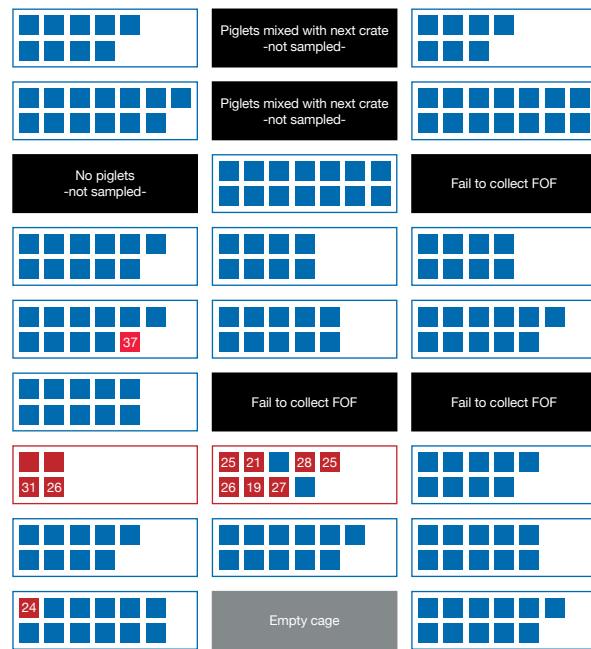 Piglets mixed with next crate
-not sampled-
Piglets mixed with next crate
-not sampled-
No piglets
-not sampled-
Fail to collect FOF
37
Fail to collect FOF
Fail to collect FOF
31 26
25 21 28 25
26 19 27
24
Empty cage